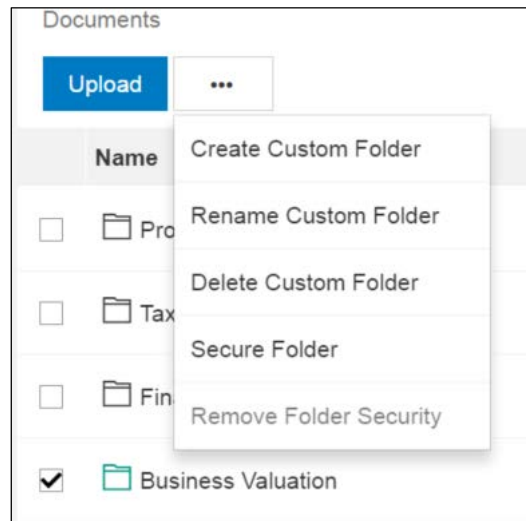 Documents
Upload
•••
Name
Create Custom Folder
Rename Custom Folder
Pro
Delete Custom Folder
Tax
Secure Folder
Fin
Remove Folder Security
Business Valuation